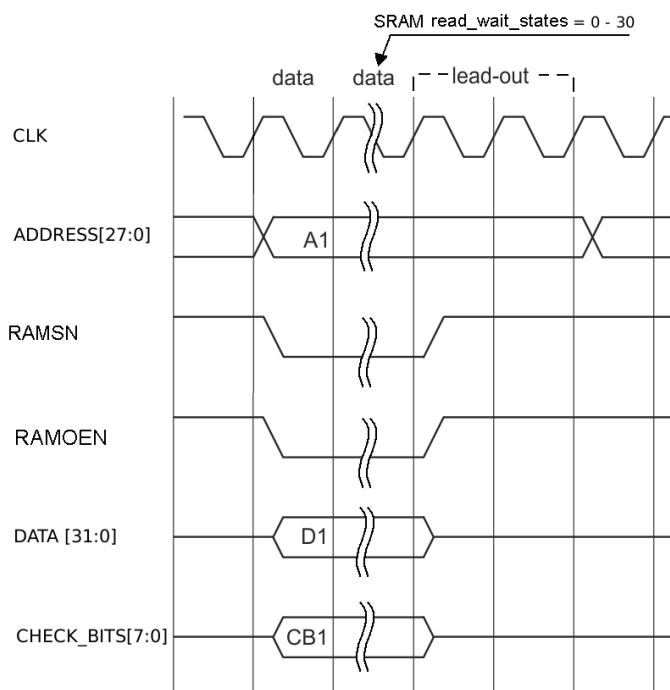 SRAM read_wait_states = 0 - 30
data data lead-out
CLK
ADDRESS[27:0] A1
RAMSN
RAMOEN
DATA [31:0] D1
CHECK_BITS[7:0] CB1